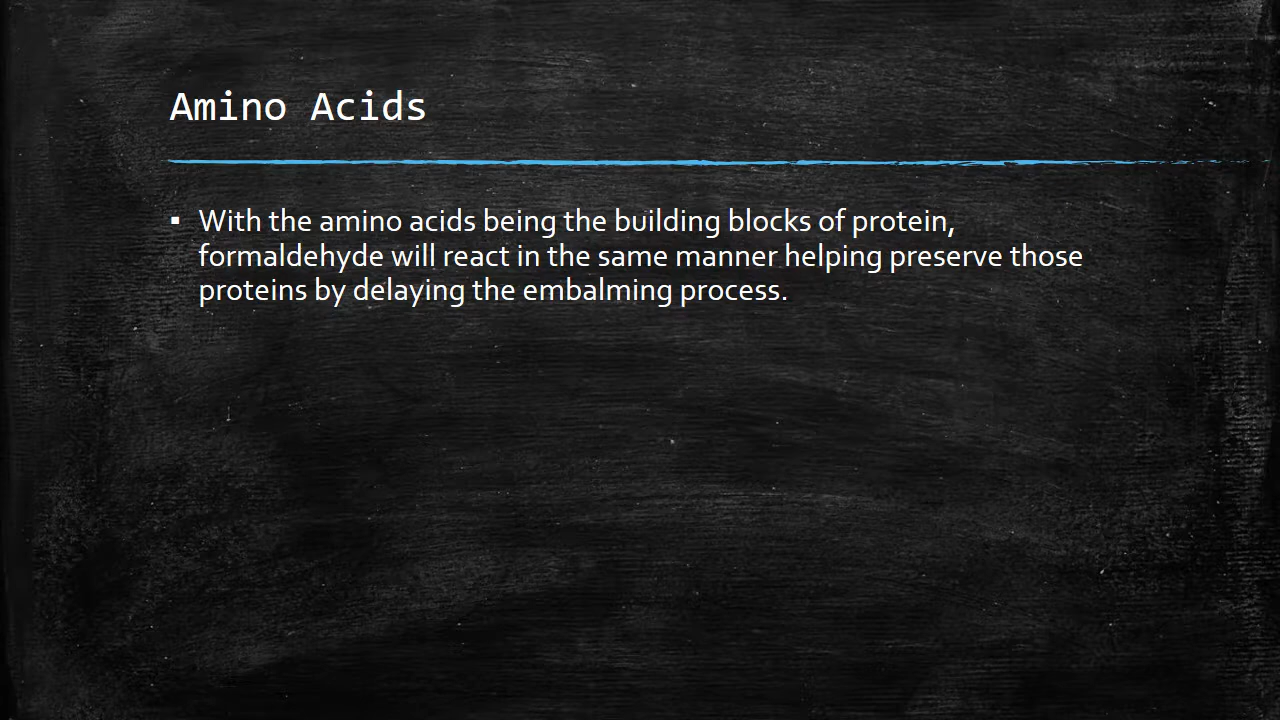 Amino Acids
▪ With the amino acids being the building blocks of protein,
formaldehyde will react in the same manner helping preserve those
proteins by delaying the embalming process.